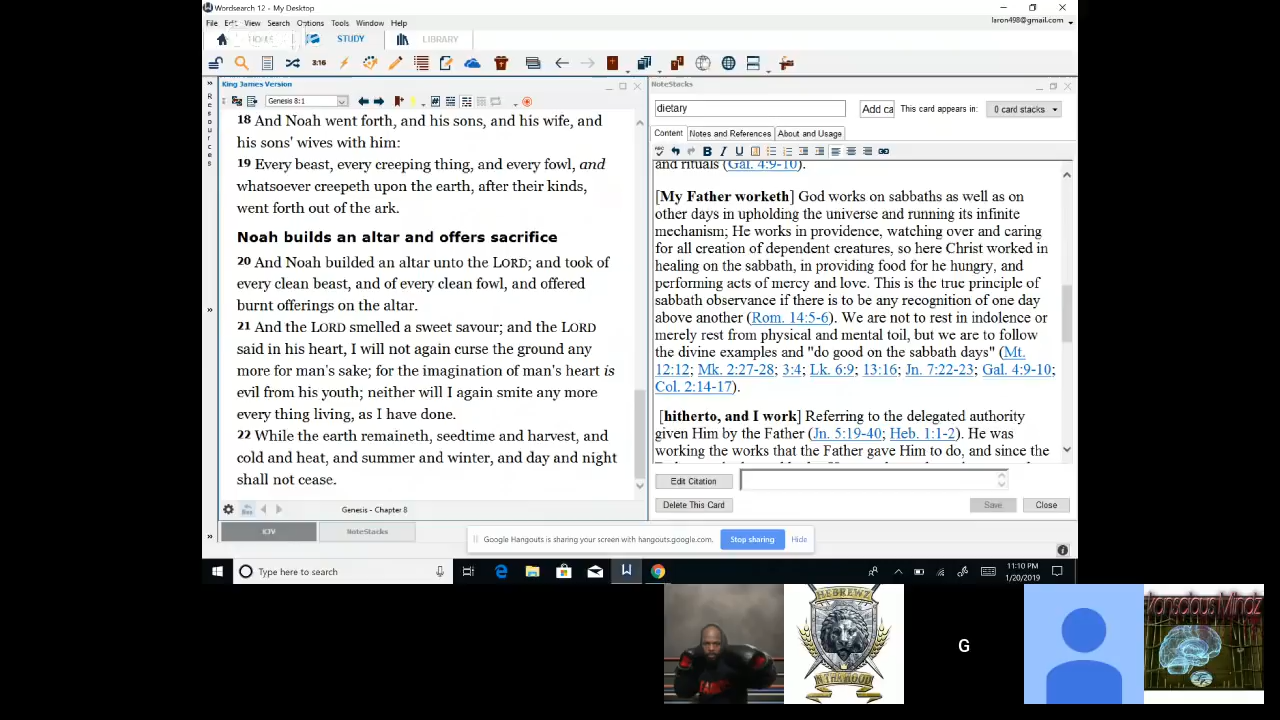 Wordsearch 12 - My Desktop
laron498@gmail.com
File Edit View Search Options Tools Window Help
HOME STUDY LIBRARY
3:16
King James Version
Resources
Genesis 8:1
18 And Noah went forth, and his sons, and his wife, and
his sons' wives with him:
19 Every beast, every creeping thing, and every fowl, and
whatsoever creepeth upon the earth, after their kinds,
went forth out of the ark.
Noah builds an altar and offers sacrifice
20 And Noah builded an altar unto the LORD; and took of
every clean beast, and of every clean fowl, and offered
burnt offerings on the altar.
21 And the LORD smelled a sweet savour; and the LORD
said in his heart, I will not again curse the ground any
more for man's sake; for the imagination of man's heart is
evil from his youth; neither will I again smite any more
every thing living, as I have done.
22 While the earth remaineth, seedtime and harvest, and
cold and heat, and summer and winter, and day and night
shall not cease.
Genesis - Chapter 8
KJV NoteStacks
NoteStacks
dietary Add ca This card appears in: 0 card stacks
Content Notes and References About and Usage
B I U
and rituals (Gal. 4:9-10).
[My Father worketh] God works on sabbaths as well as on
other days in upholding the universe and running its infinite
mechanism; He works in providence, watching over and caring
for all creation of dependent creatures, so here Christ worked in
healing on the sabbath, in providing food for he hungry, and
performing acts of mercy and love. This is the true principle of
sabbath observance if there is to be any recognition of one day
above another (Rom. 14:5-6). We are not to rest in indolence or
merely rest from physical and mental toil, but we are to follow
the divine examples and "do good on the sabbath days" (Mt.
12:12; Mk. 2:27-28; 3:4; Lk. 6:9; 13:16; Jn. 7:22-23; Gal. 4:9-10;
Col. 2:14-17).
[hitherto, and I work] Referring to the delegated authority
given Him by the Father (Jn. 5:19-40; Heb. 1:1-2). He was
working the works that the Father gave Him to do, and since the
Edit Citation
Delete This Card Save Close
Google Hangouts is sharing your screen with hangouts.google.com. Stop sharing Hide
Type here to search
11:10 PM
1/20/2019
HEBREWZ
N THA HOOD
G
Konscious Mindz